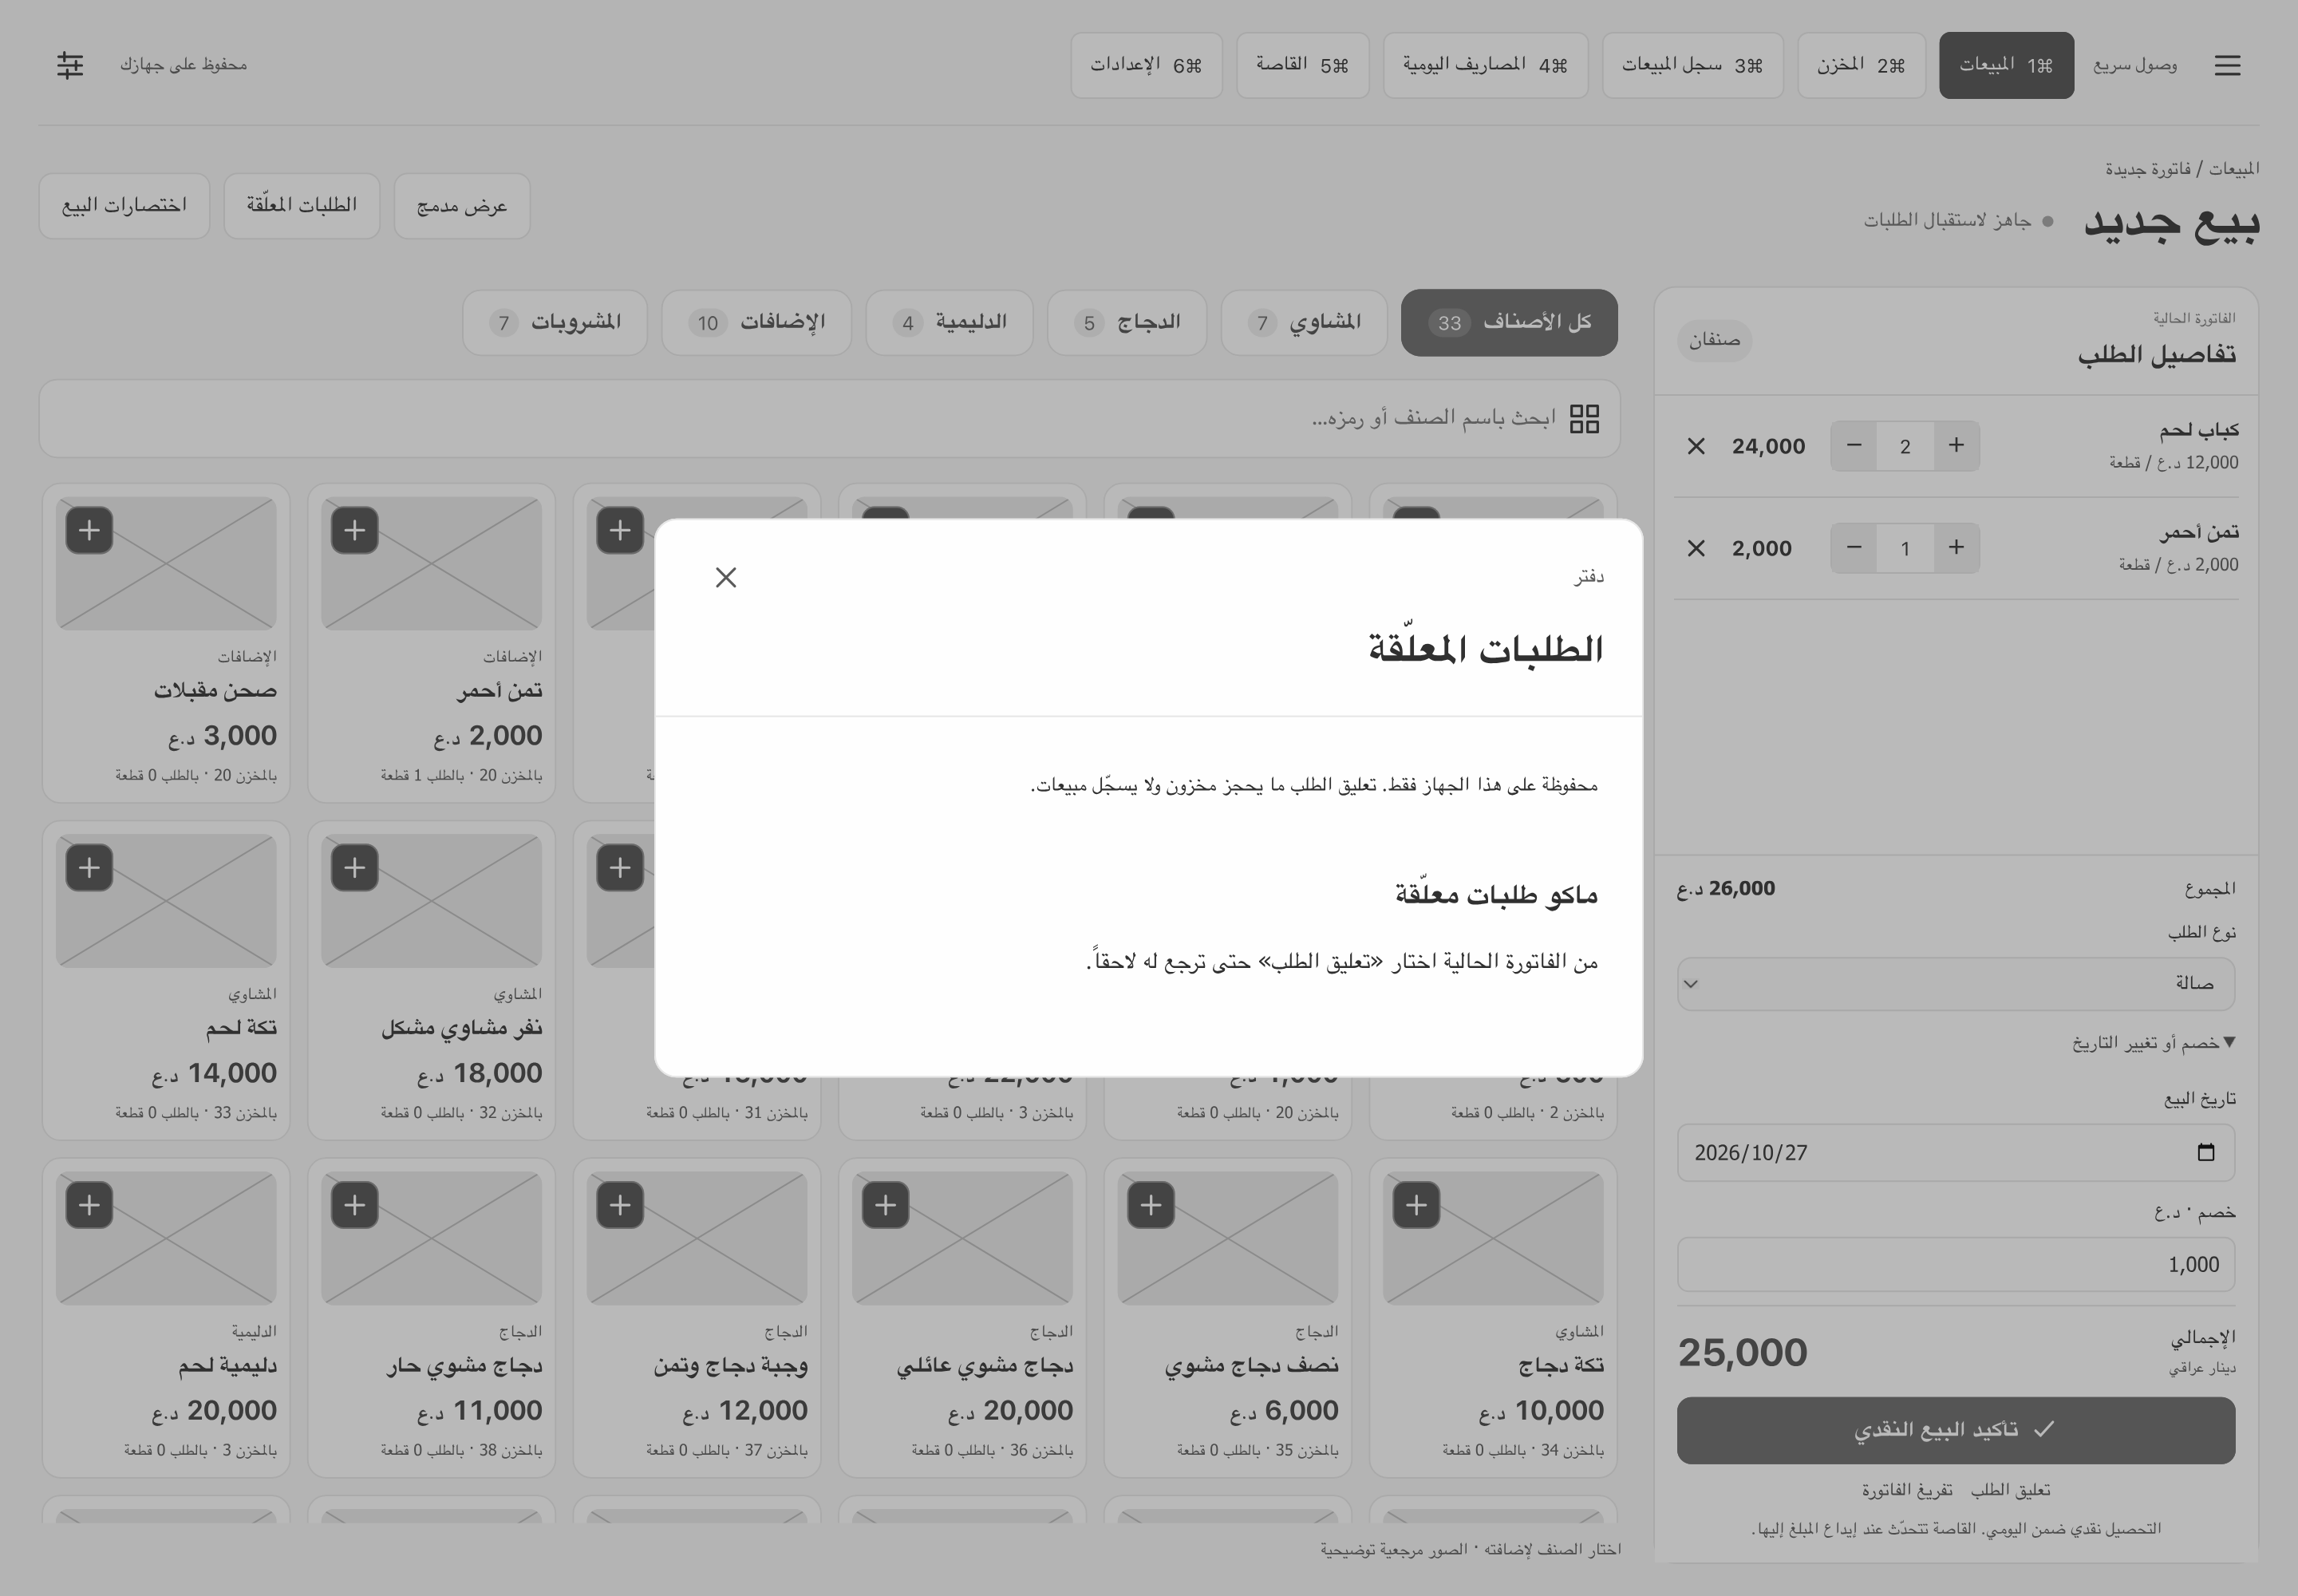 وصول سريع
⌘1 المبيعات
⌘2 المخزن
⌘3 سجل المبيعات
⌘4 المصاريف اليومية
⌘5 القاصة
⌘6 الإعدادات
محفوظ على جهازك
المبيعات / فاتورة جديدة
بيع جديد
جاهز لاستقبال الطلبات
عرض مدمج
الطلبات المعلّقة
اختصارات البيع
الفاتورة الحالية
تفاصيل الطلب
صنفان
كباب لحم
12,000 د.ع / قطعة
+ 2 −
24,000
تمن أحمر
2,000 د.ع / قطعة
+ 1 −
2,000
المجموع
26,000 د.ع
نوع الطلب
صالة
خصم أو تغيير التاريخ
تاريخ البيع
2026/10/27
خصم · د.ع
1,000
الإجمالي
دينار عراقي
25,000
تأكيد البيع النقدي
تعليق الطلب
تفريغ الفاتورة
التحصيل نقدي ضمن اليومي. القاصة تتحدّث عند إيداع المبلغ إليها.
كل الأصناف 33
المشاوي 7
الدجاج 5
الدليمية 4
الإضافات 10
المشروبات 7
ابحث باسم الصنف أو رمزه...
دفتر
الطلبات المعلّقة
محفوظة على هذا الجهاز فقط. تعليق الطلب ما يحجز مخزون ولا يسجّل مبيعات.
ماكو طلبات معلّقة
من الفاتورة الحالية اختار «تعليق الطلب» حتى ترجع له لاحقاً.
الإضافات
تمن أحمر
2,000 د.ع
بالمخزن 20 · بالطلب 1 قطعة
الإضافات
صحن مقبلات
3,000 د.ع
بالمخزن 20 · بالطلب 0 قطعة
بالمخزن 2 · بالطلب 0 قطعة
بالمخزن 20 · بالطلب 0 قطعة
بالمخزن 3 · بالطلب 0 قطعة
بالمخزن 31 · بالطلب 0 قطعة
المشاوي
نفر مشاوي مشكل
18,000 د.ع
بالمخزن 32 · بالطلب 0 قطعة
المشاوي
تكة لحم
14,000 د.ع
بالمخزن 33 · بالطلب 0 قطعة
المشاوي
تكة دجاج
10,000 د.ع
بالمخزن 34 · بالطلب 0 قطعة
الدجاج
نصف دجاج مشوي
6,000 د.ع
بالمخزن 35 · بالطلب 0 قطعة
الدجاج
دجاج مشوي عائلي
20,000 د.ع
بالمخزن 36 · بالطلب 0 قطعة
الدجاج
وجبة دجاج وتمن
12,000 د.ع
بالمخزن 37 · بالطلب 0 قطعة
الدجاج
دجاج مشوي حار
11,000 د.ع
بالمخزن 38 · بالطلب 0 قطعة
الدليمية
دليمية لحم
20,000 د.ع
بالمخزن 3 · بالطلب 0 قطعة
اختار الصنف لإضافته · الصور مرجعية توضيحية